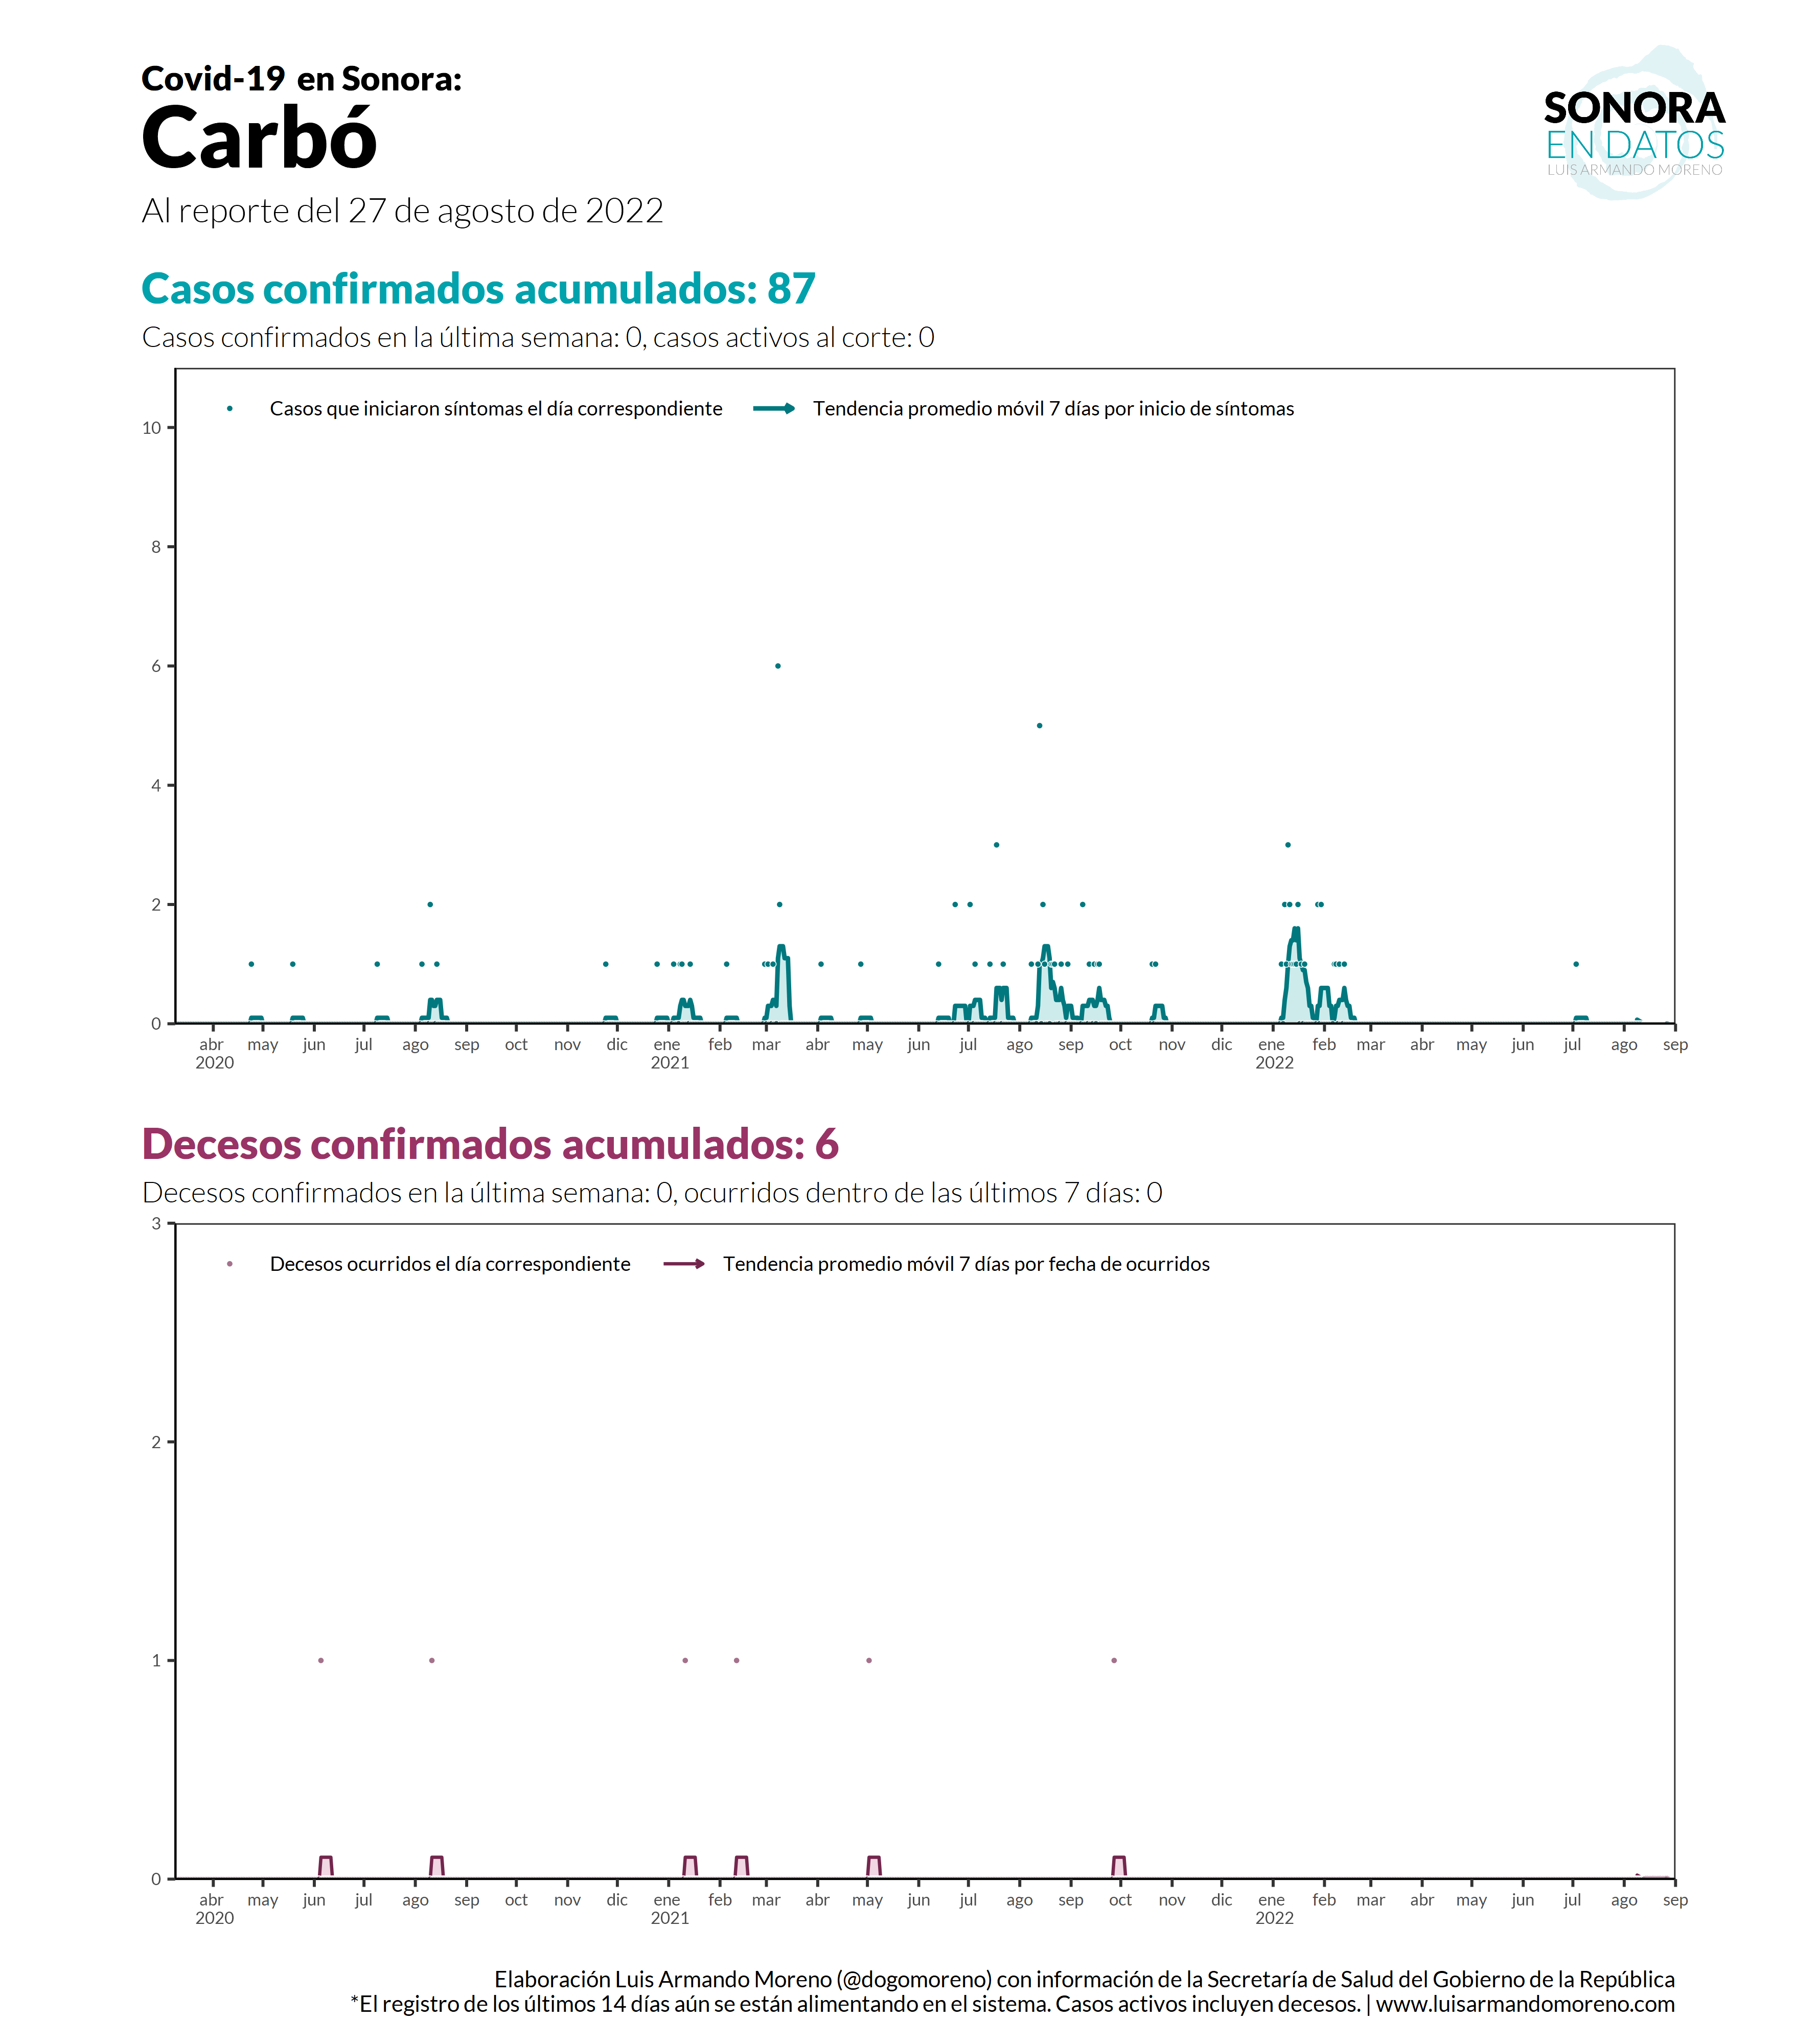 Covid-19 en Sonora:
Carbó
Al reporte del 27 de agosto de 2022
SONORA
EN DATOS
LUIS ARMANDO MORENO
Casos confirmados acumulados: 87
Casos confirmados en la última semana: 0, casos activos al corte: 0
Casos que iniciaron síntomas el día correspondiente Tendencia promedio móvil 7 días por inicio de síntomas
10
8
6
4
2
0
abr may jun jul ago sep oct nov dic ene feb mar abr may jun jul ago sep oct nov dic ene feb mar abr may jun jul ago sep
2020 2021 2022
Decesos confirmados acumulados: 6
Decesos confirmados en la última semana: 0, ocurridos dentro de las últimos 7 días: 0
3
Decesos ocurridos el día correspondiente Tendencia promedio móvil 7 días por fecha de ocurridos
2
1
0
abr may jun jul ago sep oct nov dic ene feb mar abr may jun jul ago sep oct nov dic ene feb mar abr may jun jul ago sep
2020 2021 2022
Elaboración Luis Armando Moreno (@dogomoreno) con información de la Secretaría de Salud del Gobierno de la República
*El registro de los últimos 14 días aún se están alimentando en el sistema. Casos activos incluyen decesos. | www.luisarmandomoreno.com